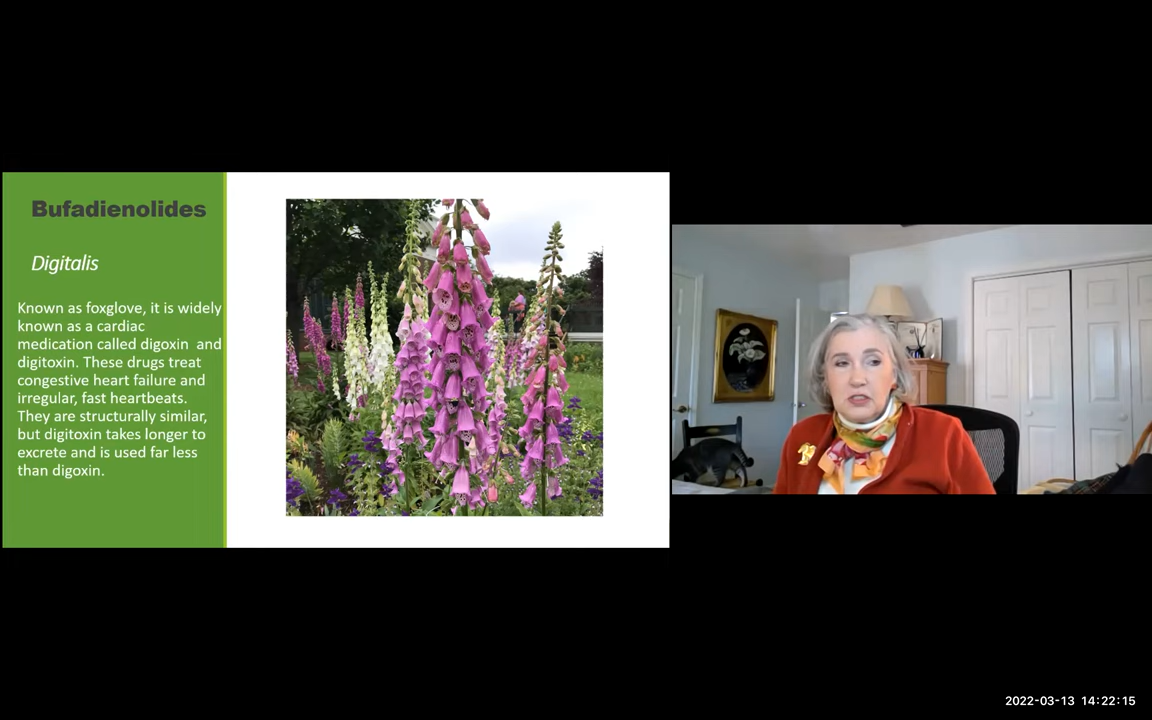 Bufadienolides
Digitalis
Known as foxglove, it is widely
known as a cardiac
medication called digoxin  and
digitoxin. These drugs treat
congestive heart failure and
irregular, fast heartbeats.
They are structurally similar,
but digitoxin takes longer to
excrete and is used far less
than digoxin.
2022-03-13  14:22:15